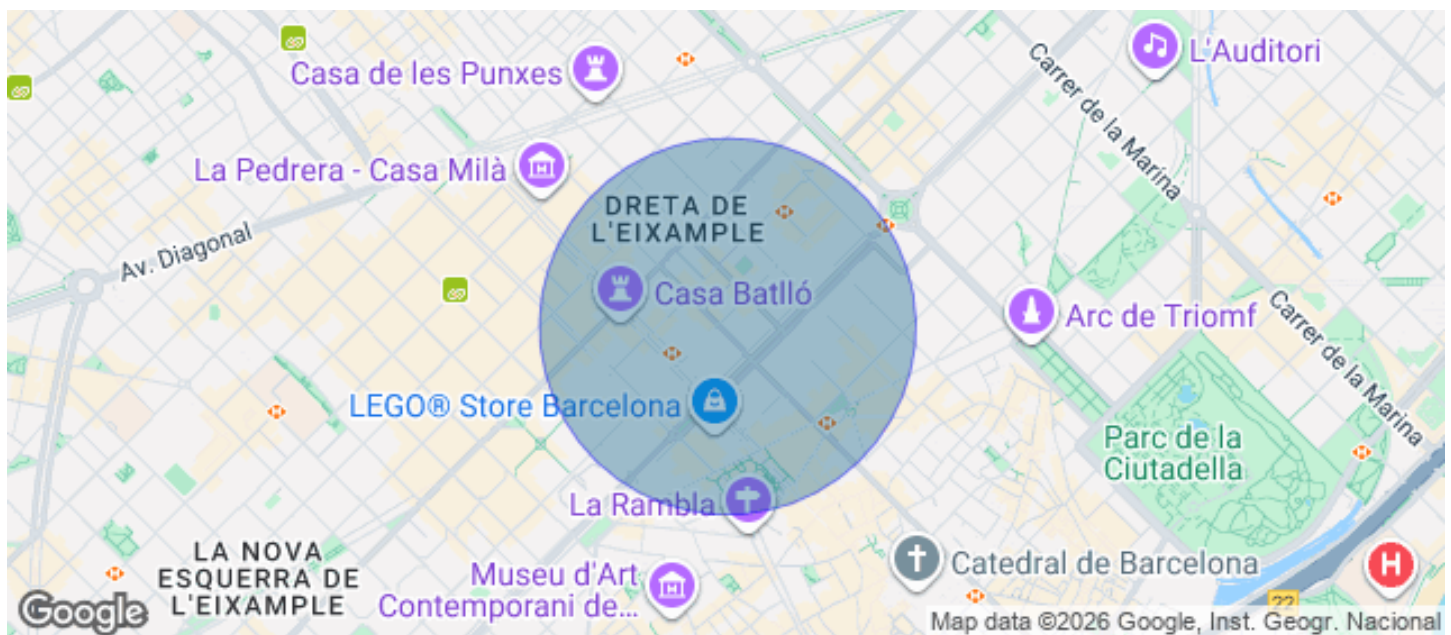 Casa de les Punxes
L'Auditori
Carrer de la Marina
La Pedrera - Casa Milà
DRETA DE
L'EIXAMPLE
Av. Diagonal
Casa Batlló
Arc de Triomf
Carrer de la Marina
LEGO® Store Barcelona
Parc de la
Ciutadella
La Rambla
LA NOVA
ESQUERRA DE
L'EIXAMPLE
Museu d'Art
Contemporani de...
Catedral de Barcelona
H
22
Google
Map data ©2026 Google, Inst. Geogr. Nacional